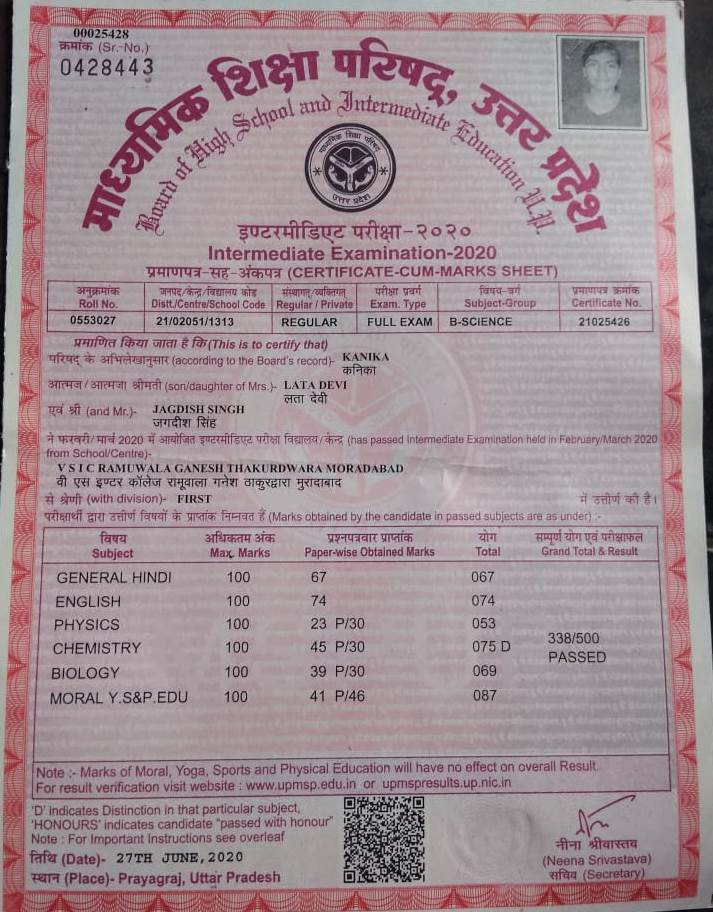 00025428
क्रमांक (Sr.-No.)
0428443
माध्यमिक शिक्षा परिषद्, उत्तर प्रदेश
Board of High School and Intermediate Education U.P.
माध्यमिक शिक्षा परिषद्
उत्तर प्रदेश
इण्टरमीडिएट परीक्षा-२०२०
Intermediate Examination-2020
प्रमाणपत्र-सह-अंकपत्र (CERTIFICATE-CUM-MARKS SHEET)
अनुक्रमांक जनपद/केन्द्र/विद्यालय कोड संस्थागत/व्यक्तिगत परीक्षा प्रवर्ग विषय-वर्ग प्रमाणपत्र क्रमांक
Roll No. Distt./Centre/School Code Regular / Private Exam. Type Subject-Group Certificate No.
0553027 21/02051/1313 REGULAR FULL EXAM B-SCIENCE 21025426
प्रमाणित किया जाता है कि (This is to certify that)
परिषद् के अभिलेखानुसार (according to the Board's record)- KANIKA
कनिका
आत्मज/आत्मजा श्रीमती (son/daughter of Mrs.)- LATA DEVI
लता देवी
एवं श्री (and Mr.)- JAGDISH SINGH
जगदीश सिंह
ने फरवरी/मार्च 2020 में आयोजित इण्टरमीडिएट परीक्षा विद्यालय/केन्द्र (has passed Intermediate Examination held in February/March 2020
from School/Centre)-
V S I C RAMUWALA GANESH THAKURDWARA MORADABAD
वी एस इण्टर कॉलेज रामूवाला गनेश ठाकुरद्वारा मुरादाबाद
से श्रेणी (with division)- FIRST में उत्तीर्ण की है।
परीक्षार्थी द्वारा उत्तीर्ण विषयों के प्राप्तांक निम्नवत हैं (Marks obtained by the candidate in passed subjects are as under) :-
विषय अधिकतम अंक प्रश्नपत्रवार प्राप्तांक योग सम्पूर्ण योग एवं परीक्षाफल
Subject Max. Marks Paper-wise Obtained Marks Total Grand Total & Result
GENERAL HINDI 100 67 067
ENGLISH 100 74 074
PHYSICS 100 23 P/30 053
CHEMISTRY 100 45 P/30 075 D 338/500
PASSED
BIOLOGY 100 39 P/30 069
MORAL Y.S&P.EDU 100 41 P/46 087
Note :- Marks of Moral, Yoga, Sports and Physical Education will have no effect on overall Result.
For result verification visit website : www.upmsp.edu.in or upmspresults.up.nic.in
'D' indicates Distinction in that particular subject,
'HONOURS' indicates candidate "passed with honour"
Note : For Important Instructions see overleaf
तिथि (Date)- 27TH JUNE,2020
स्थान (Place)- Prayagraj, Uttar Pradesh
नीना श्रीवास्तव
(Neena Srivastava)
सचिव (Secretary)